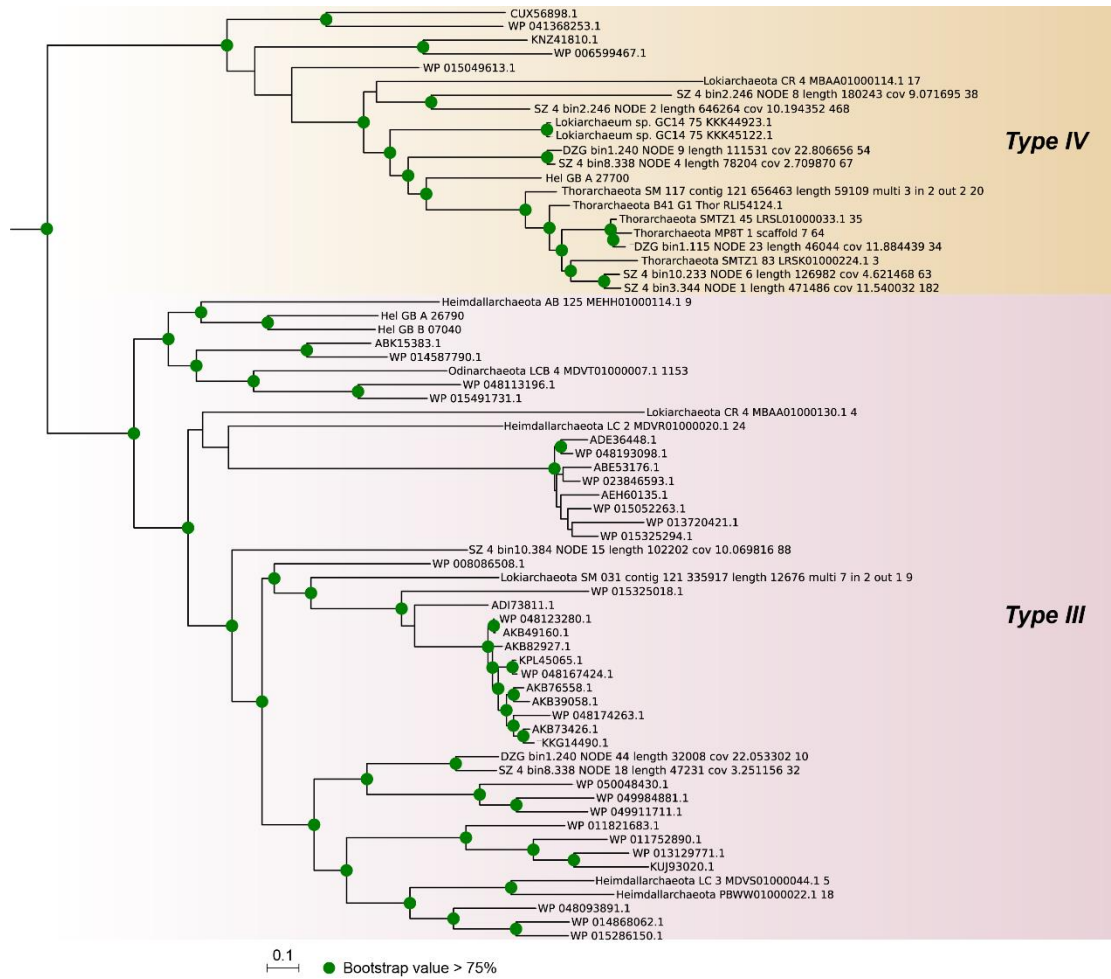 CUX56898.1
WP 041368253.1
KNZ41810.1
WP 006599467.1
WP 015049613.1
Lokiarchaeota CR 4 MBAA01000114.1 17
SZ 4 bin2.246 NODE 8 length 180243 cov 9.071695 38
SZ 4 bin2.246 NODE 2 length 646264 cov 10.194352 468
Lokiarchaeum sp. GC14 75 KKK44923.1
Lokiarchaeum sp. GC14 75 KKK45122.1
Type IV
DZG bin1.240 NODE 9 length 111531 cov 22.806656 54
SZ 4 bin8.338 NODE 4 length 78204 cov 2.709870 67
Hel GB A 27700
Thorarchaeota SM 117 contig 121 656463 length 59109 multi 3 in 2 out 2 20
Thorarchaeota B41 G1 Thor RLI54124.1
Thorarchaeota SMTZ1 45 LRSL01000033.1 35
Thorarchaeota MP8T 1 scaffold 7 64
DZG bin1.115 NODE 23 length 46044 cov 11.884439 34
Thorarchaeota SMTZ1 83 LRSK01000224.1 3
SZ 4 bin10.233 NODE 6 length 126982 cov 4.621468 63
SZ 4 bin3.344 NODE 1 length 471486 cov 11.540032 182
Heimdallarchaeota AB 125 MEHH01000114.1 9
Hel GB A 26790
Hel GB B 07040
ABK15383.1
WP 014587790.1
Odinarchaeota LCB 4 MDVT01000007.1 1153
WP 048113196.1
WP 015491731.1
Lokiarchaeota CR 4 MBAA01000130.1 4
Heimdallarchaeota LC 2 MDVR01000020.1 24
ADE36448.1
WP 048193098.1
ABE53176.1
WP 023846593.1
AEH60135.1
WP 015052263.1
WP 013720421.1
WP 015325294.1
SZ 4 bin10.384 NODE 15 length 102202 cov 10.069816 88
WP 008086508.1
Lokiarchaeota SM 031 contig 121 335917 length 12676 multi 7 in 2 out 1 9
WP 015325018.1
ADI73811.1
WP 048123280.1
Type III
AKB49160.1
AKB82927.1
KPL45065.1
WP 048167424.1
AKB76558.1
AKB39058.1
WP 048174263.1
AKB73426.1
KKG14490.1
DZG bin1.240 NODE 44 length 32008 cov 22.053302 10
SZ 4 bin8.338 NODE 18 length 47231 cov 3.251156 32
WP 050048430.1
WP 049984881.1
WP 049911711.1
WP 011821683.1
WP 011752890.1
WP 013129771.1
KUJ93020.1
Heimdallarchaeota LC 3 MDVS01000044.1 5
Heimdallarchaeota PBWW01000022.1 18
WP 048093891.1
WP 014868062.1
WP 015286150.1
0.1
Bootstrap value > 75%